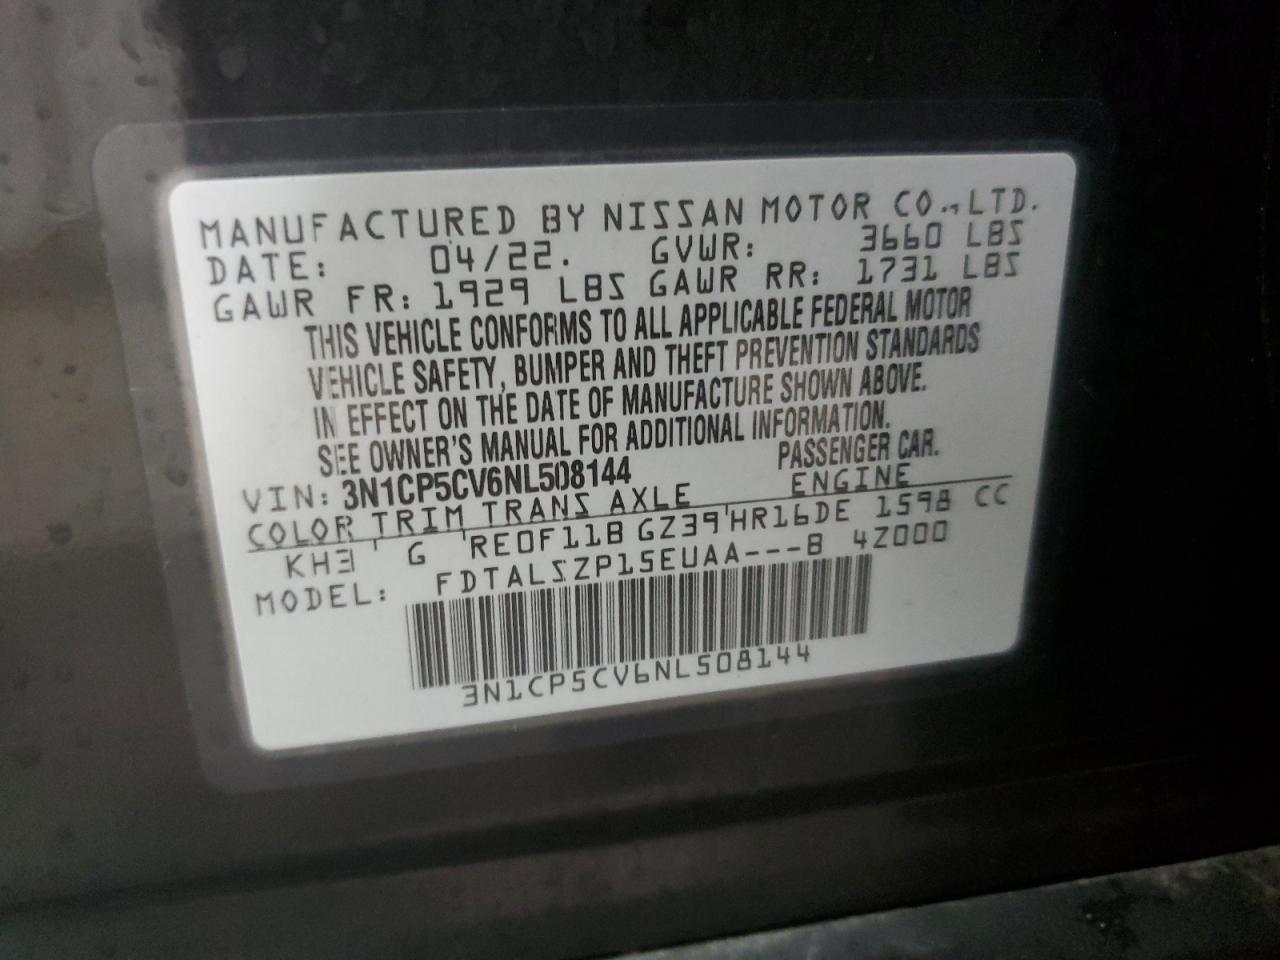 MANUFACTURED BY NISSAN MOTOR CO.,LTD.
DATE: 04/22. GVWR: 3660 LBS
GAWR FR: 1929 LBS GAWR RR: 1731 LBS
THIS VEHICLE CONFORMS TO ALL APPLICABLE FEDERAL MOTOR
VEHICLE SAFETY, BUMPER AND THEFT PREVENTION STANDARDS
IN EFFECT ON THE DATE OF MANUFACTURE SHOWN ABOVE.
SEE OWNER'S MANUAL FOR ADDITIONAL INFORMATION.
VIN: 3N1CP5CV6NL508144 PASSENGER CAR.
COLOR TRIM TRANS AXLE ENGINE
KH3 G RE0F11B GZ39 HR16DE 1598 CC
MODEL: FDTALSZP15EUAA---B 4Z000
3N1CP5CV6NL508144